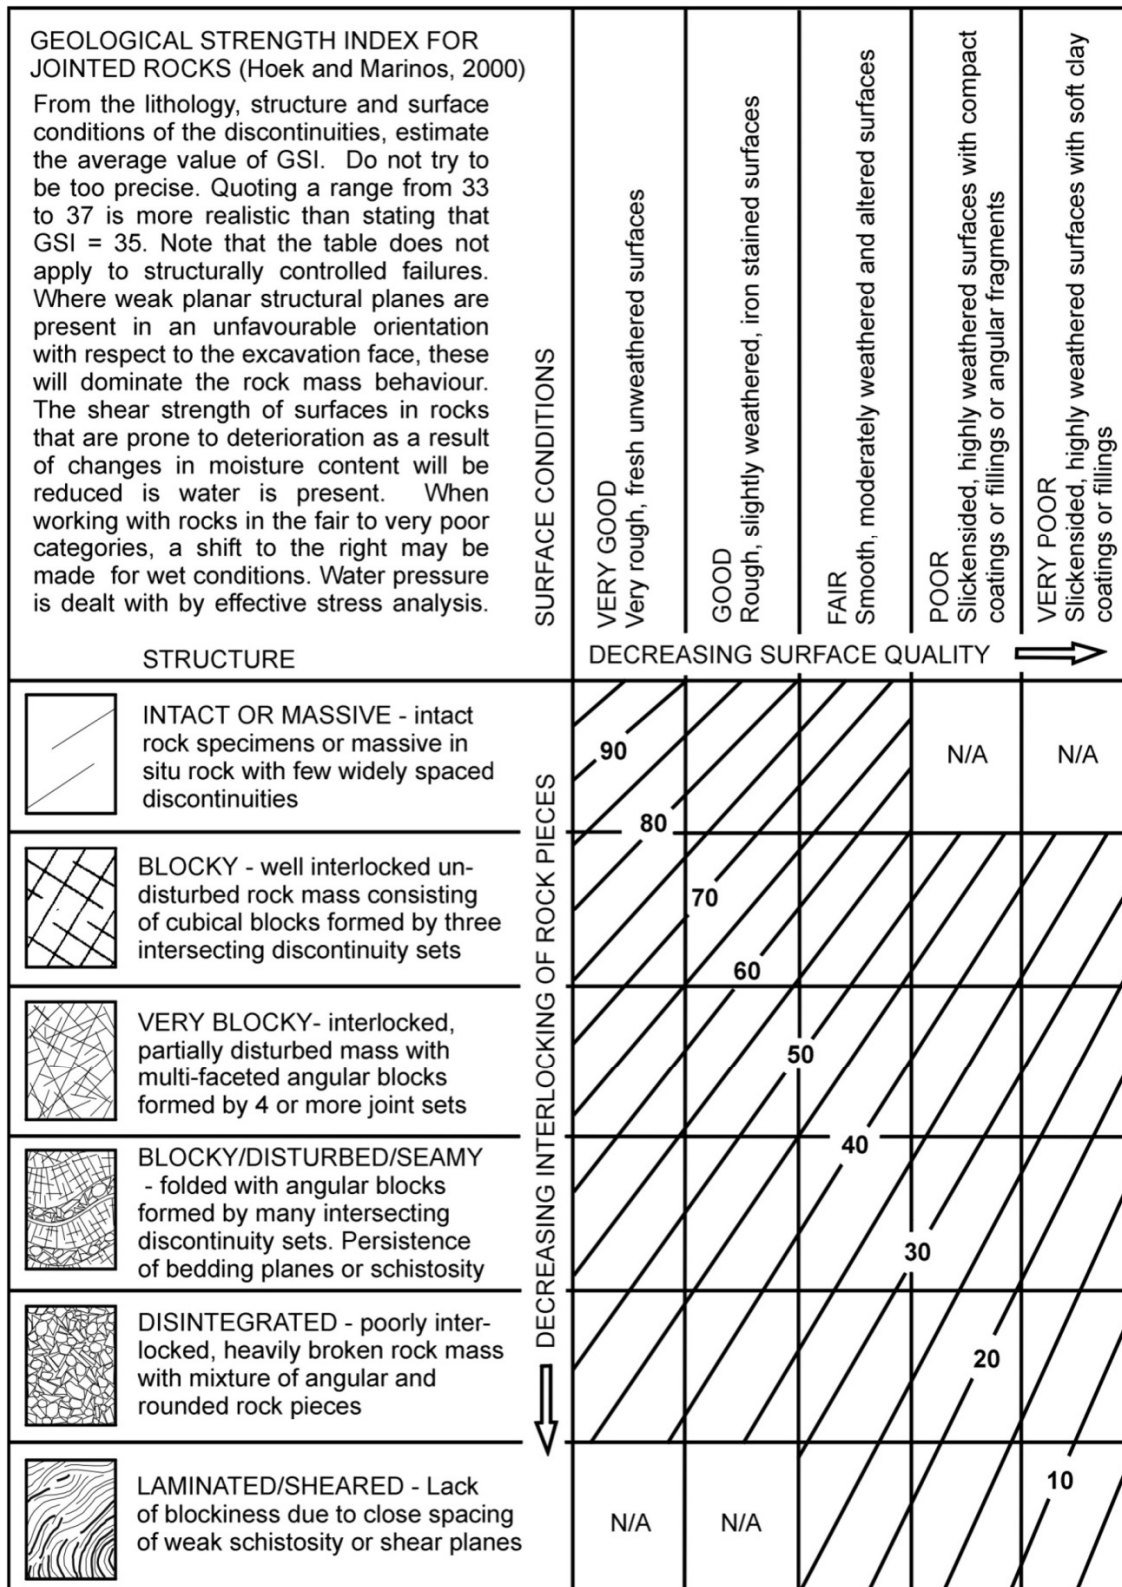 GEOLOGICAL STRENGTH INDEX FOR
JOINTED ROCKS (Hoek and Marinos, 2000)
From the lithology, structure and surface
conditions of the discontinuities, estimate
the average value of GSI. Do not try to
be too precise. Quoting a range from 33
to 37 is more realistic than stating that
GSI = 35. Note that the table does not
apply to structurally controlled failures.
Where weak planar structural planes are
present in an unfavourable orientation
with respect to the excavation face, these
will dominate the rock mass behaviour.
The shear strength of surfaces in rocks
that are prone to deterioration as a result
of changes in moisture content will be
reduced is water is present. When
working with rocks in the fair to very poor
categories, a shift to the right may be
made for wet conditions. Water pressure
is dealt with by effective stress analysis.
STRUCTURE
SURFACE CONDITIONS
VERY GOOD
Very rough, fresh unweathered surfaces
GOOD
Rough, slightly weathered, iron stained surfaces
FAIR
Smooth, moderately weathered and altered surfaces
POOR
Slickensided, highly weathered surfaces with compact
coatings or fillings or angular fragments
VERY POOR
Slickensided, highly weathered surfaces with soft clay
coatings or fillings
DECREASING SURFACE QUALITY
DECREASING INTERLOCKING OF ROCK PIECES
INTACT OR MASSIVE - intact
rock specimens or massive in
situ rock with few widely spaced
discontinuities
90
N/A
N/A
80
BLOCKY - well interlocked un-
disturbed rock mass consisting
of cubical blocks formed by three
intersecting discontinuity sets
70
60
VERY BLOCKY- interlocked,
partially disturbed mass with
multi-faceted angular blocks
formed by 4 or more joint sets
50
40
BLOCKY/DISTURBED/SEAMY
- folded with angular blocks
formed by many intersecting
discontinuity sets. Persistence
of bedding planes or schistosity
30
DISINTEGRATED - poorly inter-
locked, heavily broken rock mass
with mixture of angular and
rounded rock pieces
20
LAMINATED/SHEARED - Lack
of blockiness due to close spacing
of weak schistosity or shear planes
N/A
N/A
10